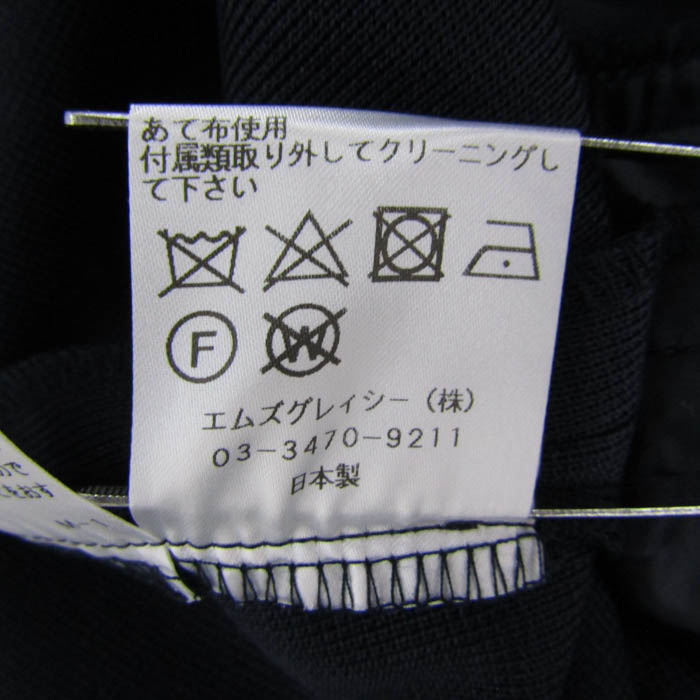 あて布使用
付属類取り外してクリーニングし
て下さい
F
W
エムズグレイシー(株)
03-3470-9211
日本製
M-1